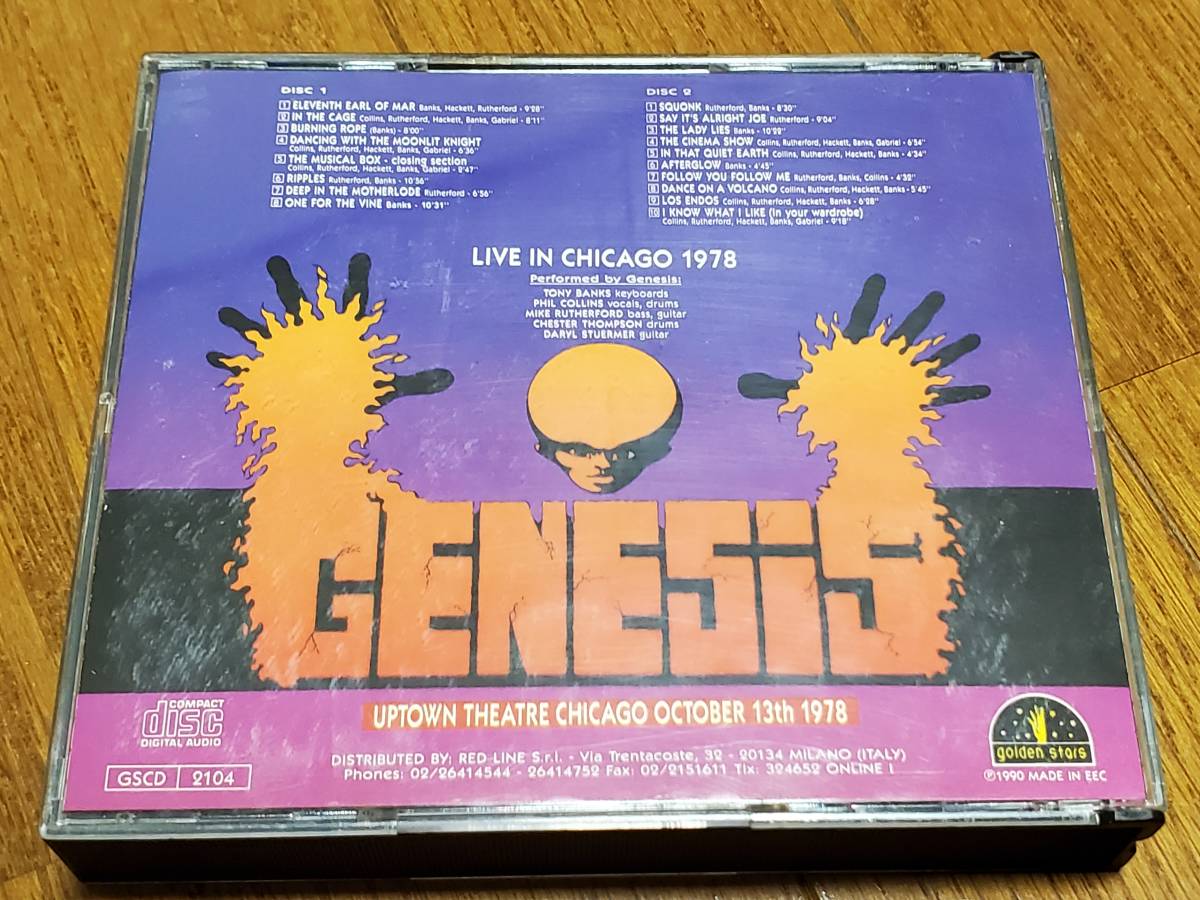 DISC 1
1 ELEVENTH EARL OF MAR Banks, Hackett, Rutherford - 9'28"
2 IN THE CAGE Collins, Rutherford, Hackett, Banks, Gabriel - 8'11"
3 BURNING ROPE (Banks) - 8'00"
4 DANCING WITH THE MOONLIT KNIGHT
Collins, Rutherford, Hackett, Banks, Gabriel - 6'36"
5 THE MUSICAL BOX - closing section
Collins, Rutherford, Hackett, Banks, Gabriel - 2'47"
6 RIPPLES Rutherford, Banks - 10'56"
7 DEEP IN THE MOTHERLODE Rutherford - 6'56"
8 ONE FOR THE VINE Banks - 10'31"
DISC 2
1 SQUONK Rutherford, Banks - 8'30"
2 SAY IT'S ALRIGHT JOE Rutherford - 9'04"
3 THE LADY LIES Banks - 10'22"
4 THE CINEMA SHOW Collins, Rutherford, Hackett, Banks, Gabriel - 6'54"
5 IN THAT QUIET EARTH Collins, Rutherford, Hackett, Banks - 4'34"
6 AFTERGLOW Banks - 4'45"
7 FOLLOW YOU FOLLOW ME Rutherford, Banks, Collins - 4'32"
8 DANCE ON A VOLCANO Collins, Rutherford, Hackett, Banks - 5'45"
9 LOS ENDOS Collins, Rutherford, Hackett, Banks - 6'28"
10 I KNOW WHAT I LIKE (in your wardrobe)
Collins, Rutherford, Hackett, Banks, Gabriel - 9'18"
LIVE IN CHICAGO 1978
Performed by Genesis:
TONY BANKS keyboards
PHIL COLLINS vocals, drums
MIKE RUTHERFORD bass, guitar
CHESTER THOMPSON drums
DARYL STUERMER guitar
GENESIS
UPTOWN THEATRE CHICAGO OCTOBER 13th 1978
COMPACT
disc
DIGITAL AUDIO
GSCD 2104
DISTRIBUTED BY: RED LINE S.r.l. - Via Trentacoste, 32 - 20134 MILANO (ITALY)
Phones: 02/26414544 - 26414752 Fax: 02/2151611 Tlx: 324652 ONLINE I
golden stars
℗1990 MADE IN EEC